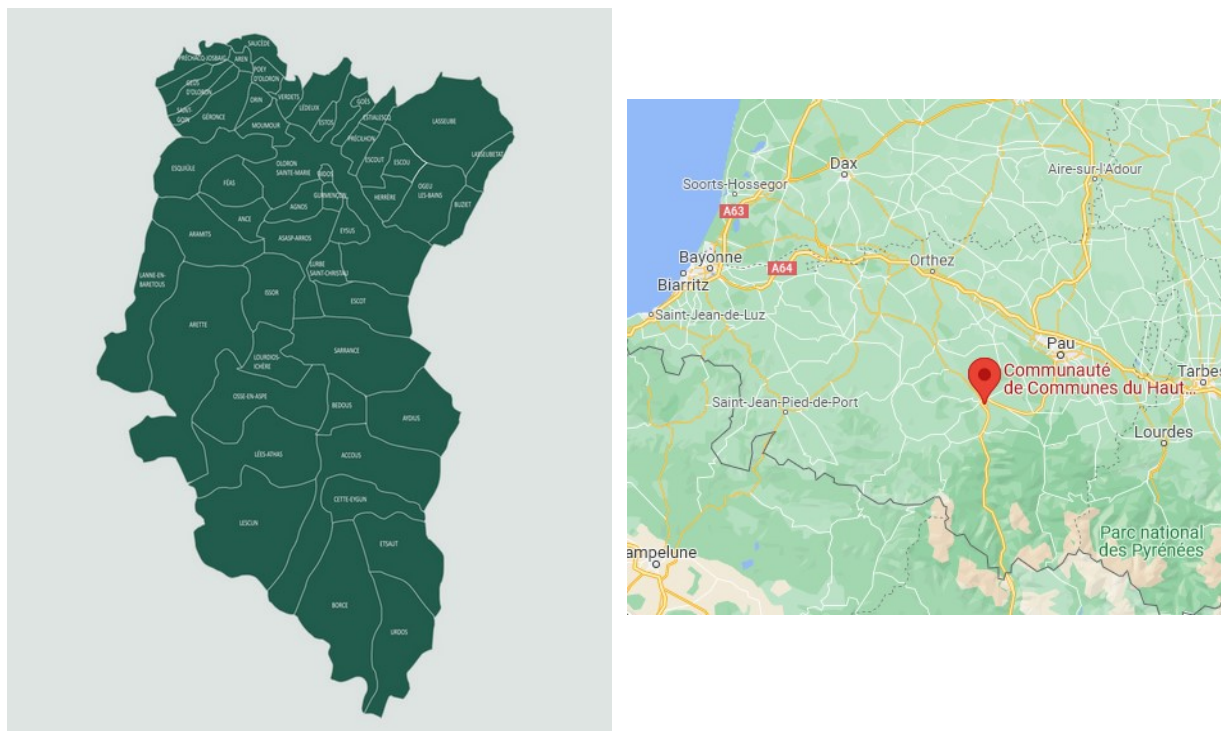 SAUCÈDE
PRÉCHACQ-JOSBAIG
AREN
POEY
D'OLORON
GEÜS
D'OLORON
SAINT-
GOIN
GÉRONCE
ORIN
VERDETS
LÉDEUIX
MOUMOUR
ESTOS
GOÈS
ESTIALESCQ
PRÉCILHON
LASSEUBE
LASSEUBETAT
ESCOUT
ESCOU
ESQUIÜLE
FÉAS
OLORON
SAINTE-MARIE
BIDOS
GURMENÇON
AGNOS
HERRÈRE
OGEU
LES-BAINS
BUZIET
ANCE
ARAMITS
ASASP-ARROS
EYSUS
LURBE
SAINT-CHRISTAU
LANNE-EN-
BARETOUS
ISSOR
ESCOT
ARETTE
SARRANCE
LOURDIOS-
ICHÈRE
OSSE-EN-ASPE
BEDOUS
AYDIUS
LÉES-ATHAS
ACCOUS
CETTE-EYGUN
LESCUN
ETSAUT
BORCE
URDOS
Dax
Aire-sur-l'Adour
Soorts-Hossegor
A63
Bayonne
A64
Orthez
Biarritz
Saint-Jean-de-Luz
Pau
Communauté
de Communes du Haut...
Tarbes
Saint-Jean-Pied-de-Port
Lourdes
Parc national
des Pyrénées
ampelune